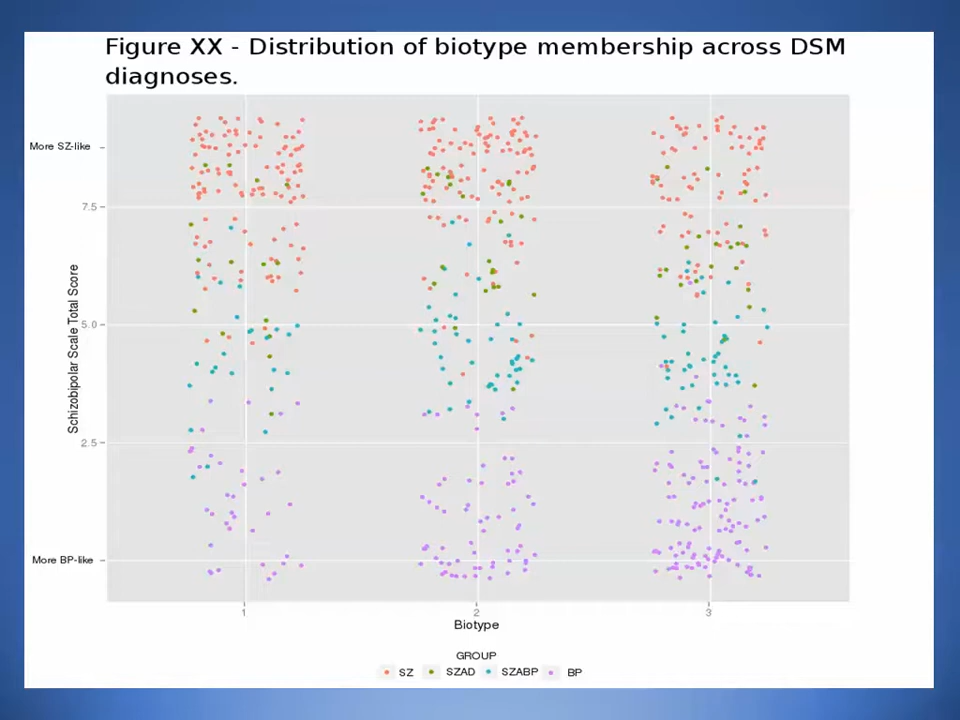 Figure XX - Distribution of biotype membership across DSM
diagnoses.
More SZ-like
7.5
5.0
2.5
More BP-like
Schizobipolar Scale Total Score
1
2
3
Biotype
GROUP
SZ SZAD SZABP BP